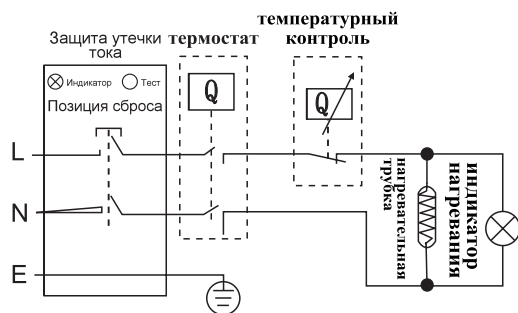 Защита утечки
тока
термостат
температурный
контроль
Индикатор
Тест
Позиция сброса
Q
Q
L
N
E
нагревательная
трубка
индикатор
нагревания